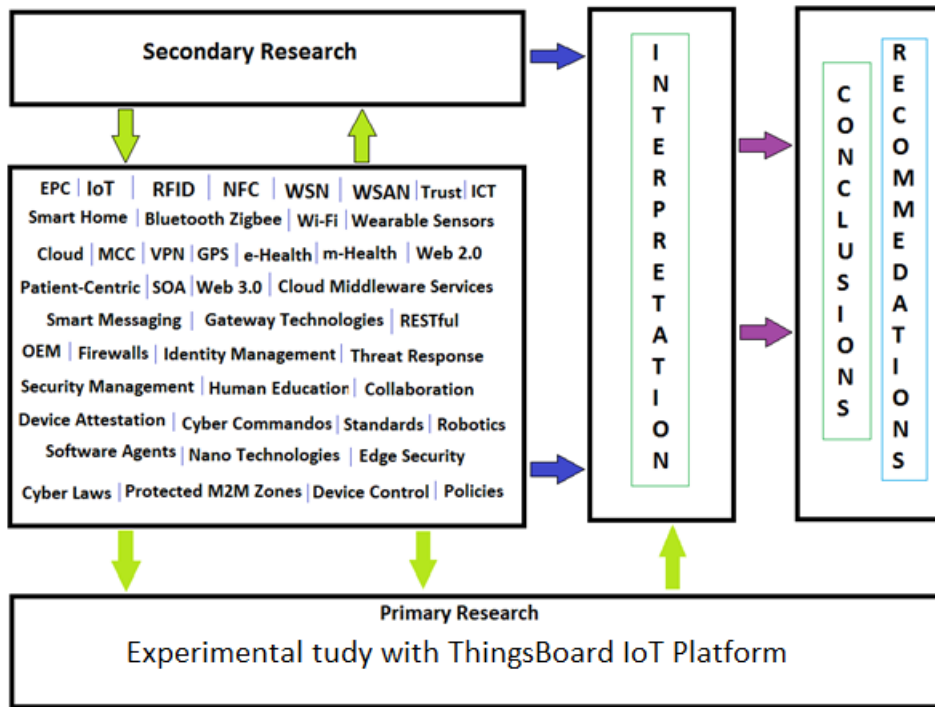 Secondary Research
EPC | IoT | RFID | NFC | WSN | WSAN | Trust | ICT
Smart Home | Bluetooth Zigbee | Wi-Fi | Wearable Sensors
Cloud | MCC | VPN | GPS | e-Health | m-Health | Web 2.0
Patient-Centric | SOA | Web 3.0 | Cloud Middleware Services
Smart Messaging | Gateway Technologies | RESTful
OEM | Firewalls | Identity Management | Threat Response
Security Management | Human Education | Collaboration
Device Attestation | Cyber Commandos | Standards | Robotics
Software Agents | Nano Technologies | Edge Security
Cyber Laws | Protected M2M Zones | Device Control | Policies
INTERPRETATION
CONCLUSIONS
RECOMMEDATIONS
Primary Research
Experimental tudy with ThingsBoard IoT Platform